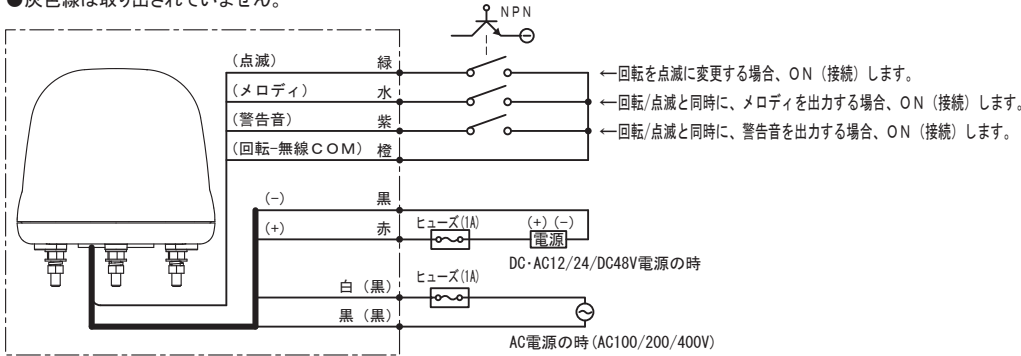 ●灰色線は取り出されていません。
NPN
(点滅) 緑
←回転を点滅に変更する場合、ON (接続) します。
(メロディ) 水
←回転/点滅と同時に、メロディを出力する場合、ON (接続) します。
(警告音) 紫
←回転/点滅と同時に、警告音を出力する場合、ON (接続) します。
(回転-無線COM) 橙
(-) 黒
(+) 赤
ヒューズ(1A)
(+) (-)
電源
DC・AC12/24/DC48V電源の時
白 (黒)
ヒューズ(1A)
黒 (黒)
AC電源の時(AC100/200/400V)